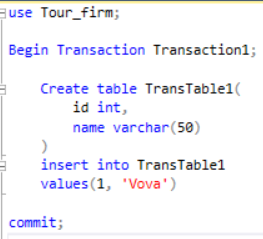 use Tour_firm;
Begin Transaction Transaction1;
Create table TransTable1(
id int,
name varchar(50)
)
insert into TransTable1
values(1, 'Vova')
commit;